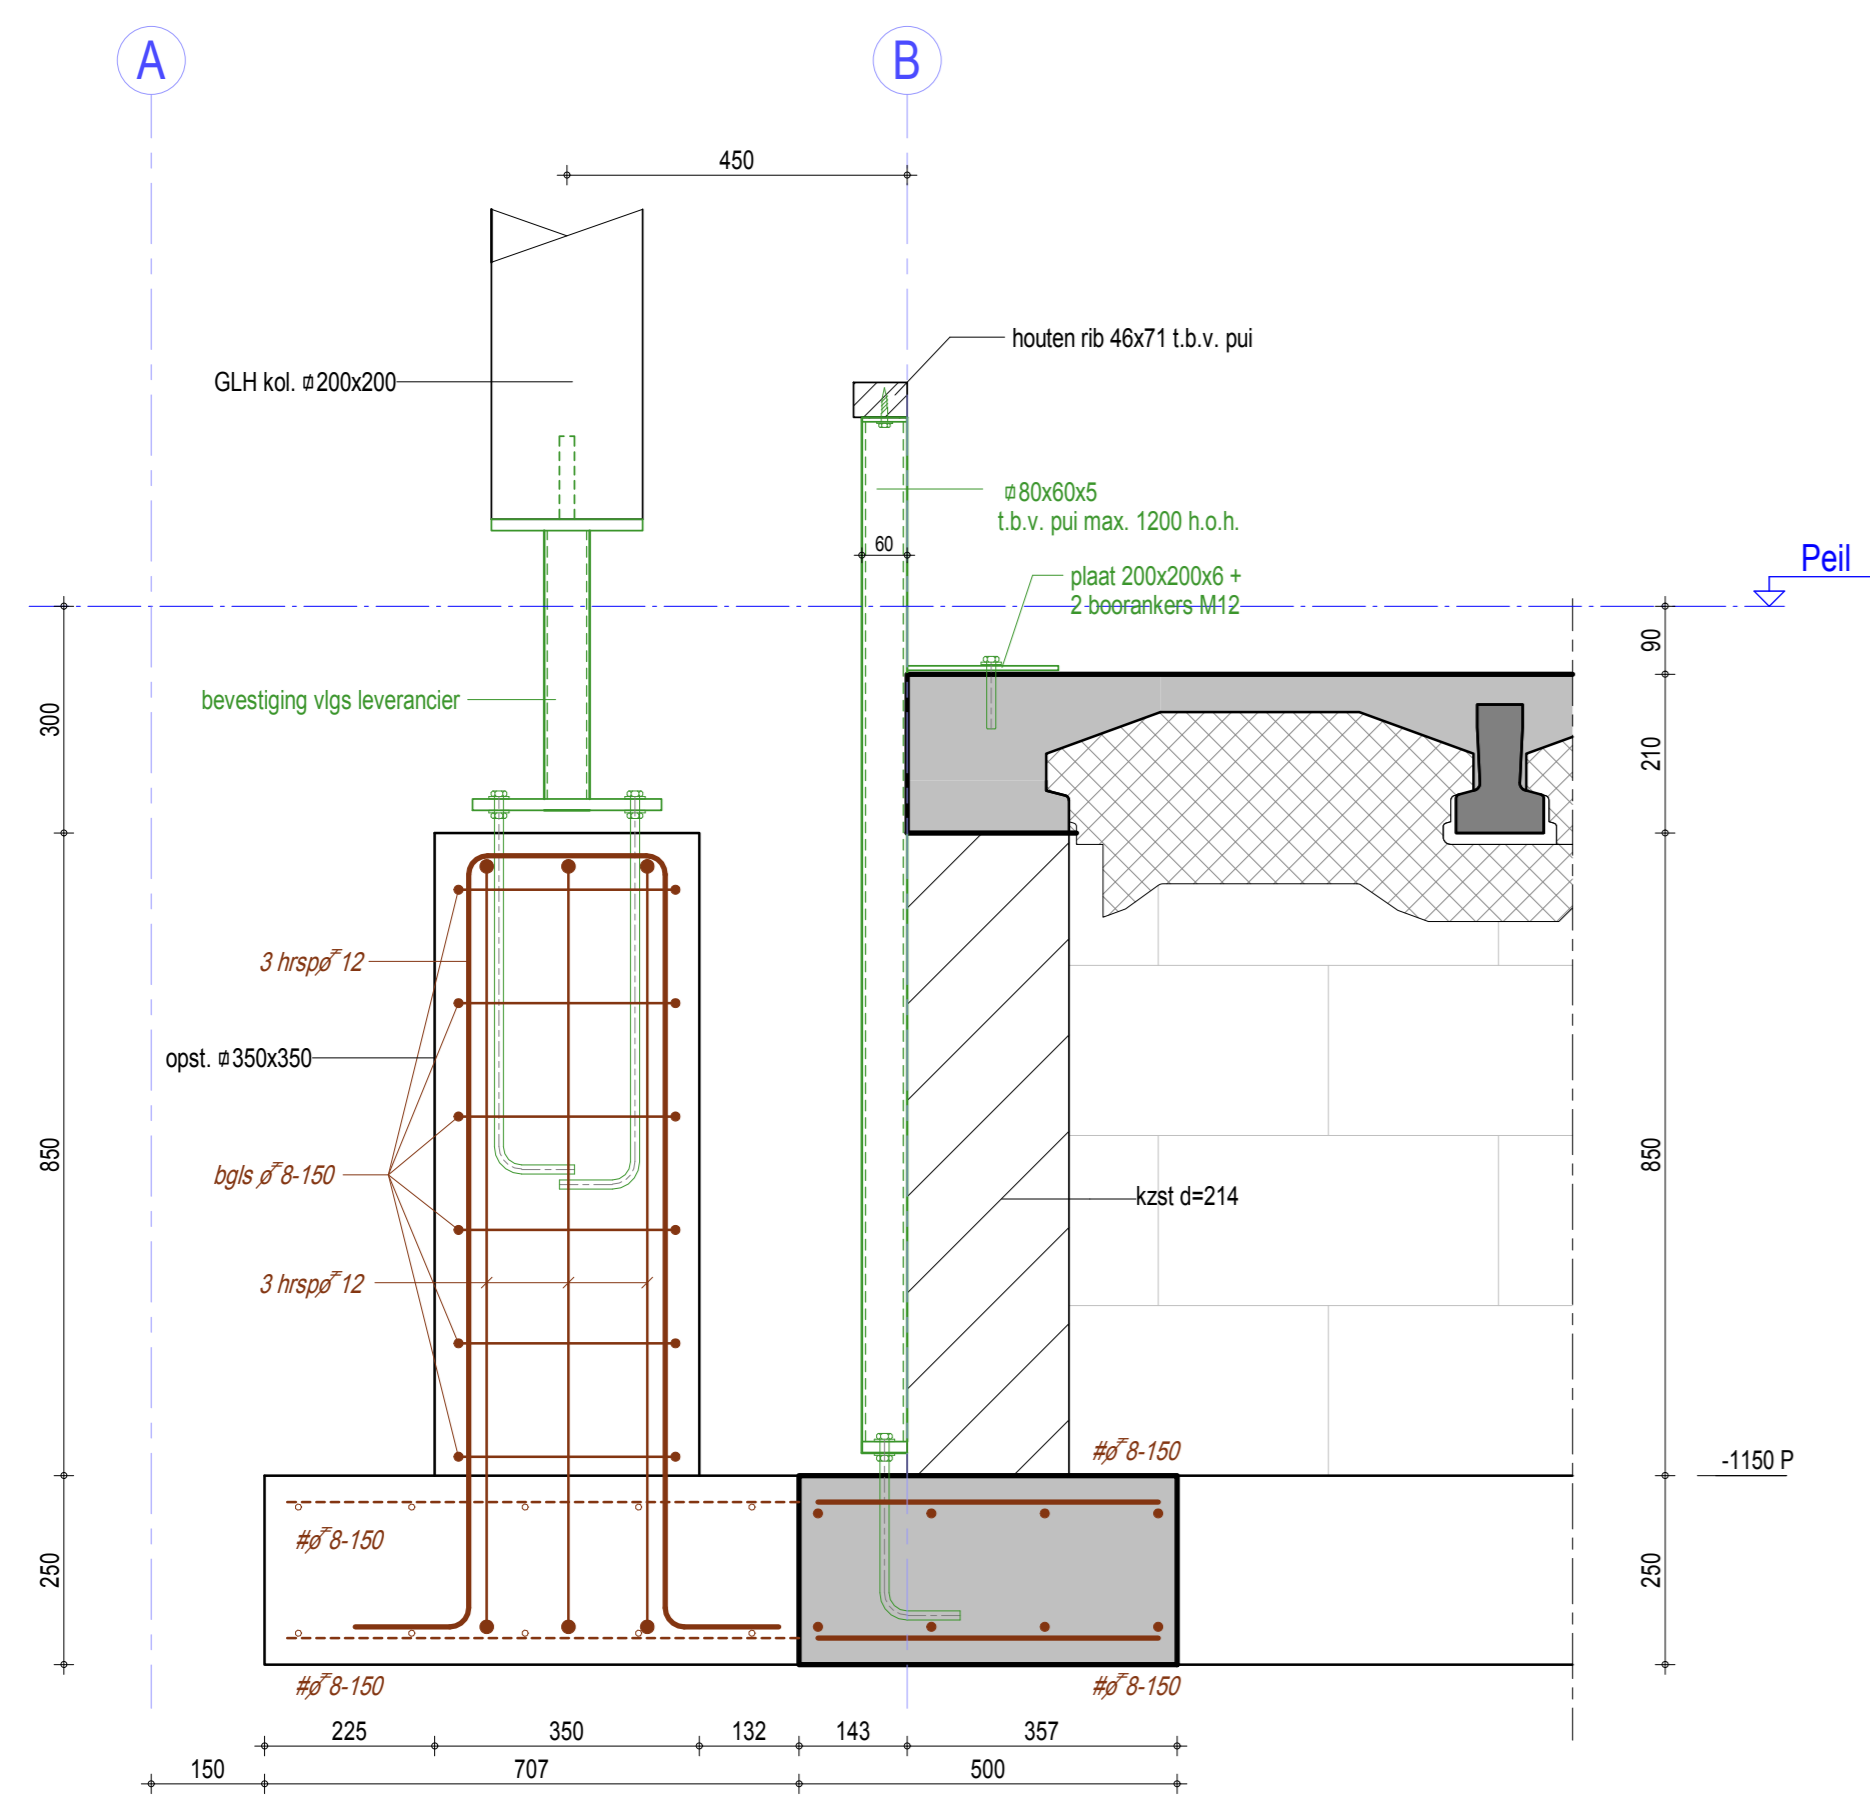 A
B
450
houten rib 46x71 t.b.v. pui
GLH kol. ⌷200x200
⌷80x60x5
t.b.v. pui max. 1200 h.o.h.
60
Peil
plaat 200x200x6 +
2 boorankers M12
90
bevestiging vlgs leverancier
300
210
3 hrspø 12
opst. ⌷350x350
850
850
bgls ø 8-150
kzst d=214
3 hrspø 12
#ø 8-150
-1150 P
#ø 8-150
250
250
#ø 8-150
#ø 8-150
225
350
132
143
357
150
707
500